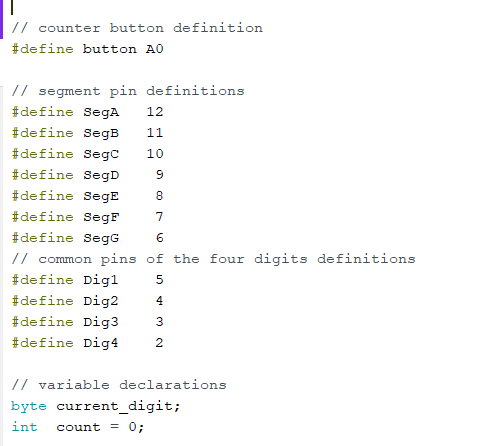 // counter button definition
#define button A0
// segment pin definitions
#define SegA   12
#define SegB   11
#define SegC   10
#define SegD    9
#define SegE    8
#define SegF    7
#define SegG    6
// common pins of the four digits definitions
#define Dig1    5
#define Dig2    4
#define Dig3    3
#define Dig4    2
// variable declarations
byte current_digit;
int  count = 0;